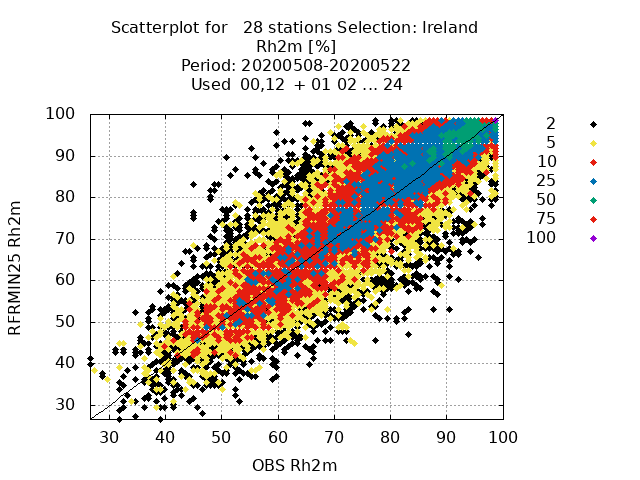 Scatterplot for   28 stations Selection: Ireland
Rh2m [%]
Period: 20200508-20200522
Used  00,12  + 01 02 ... 24
100
90
80
70
60
50
40
30
RFRMIN25 Rh2m
2
5
10
25
50
75
100
30 40 50 60 70 80 90 100
OBS Rh2m